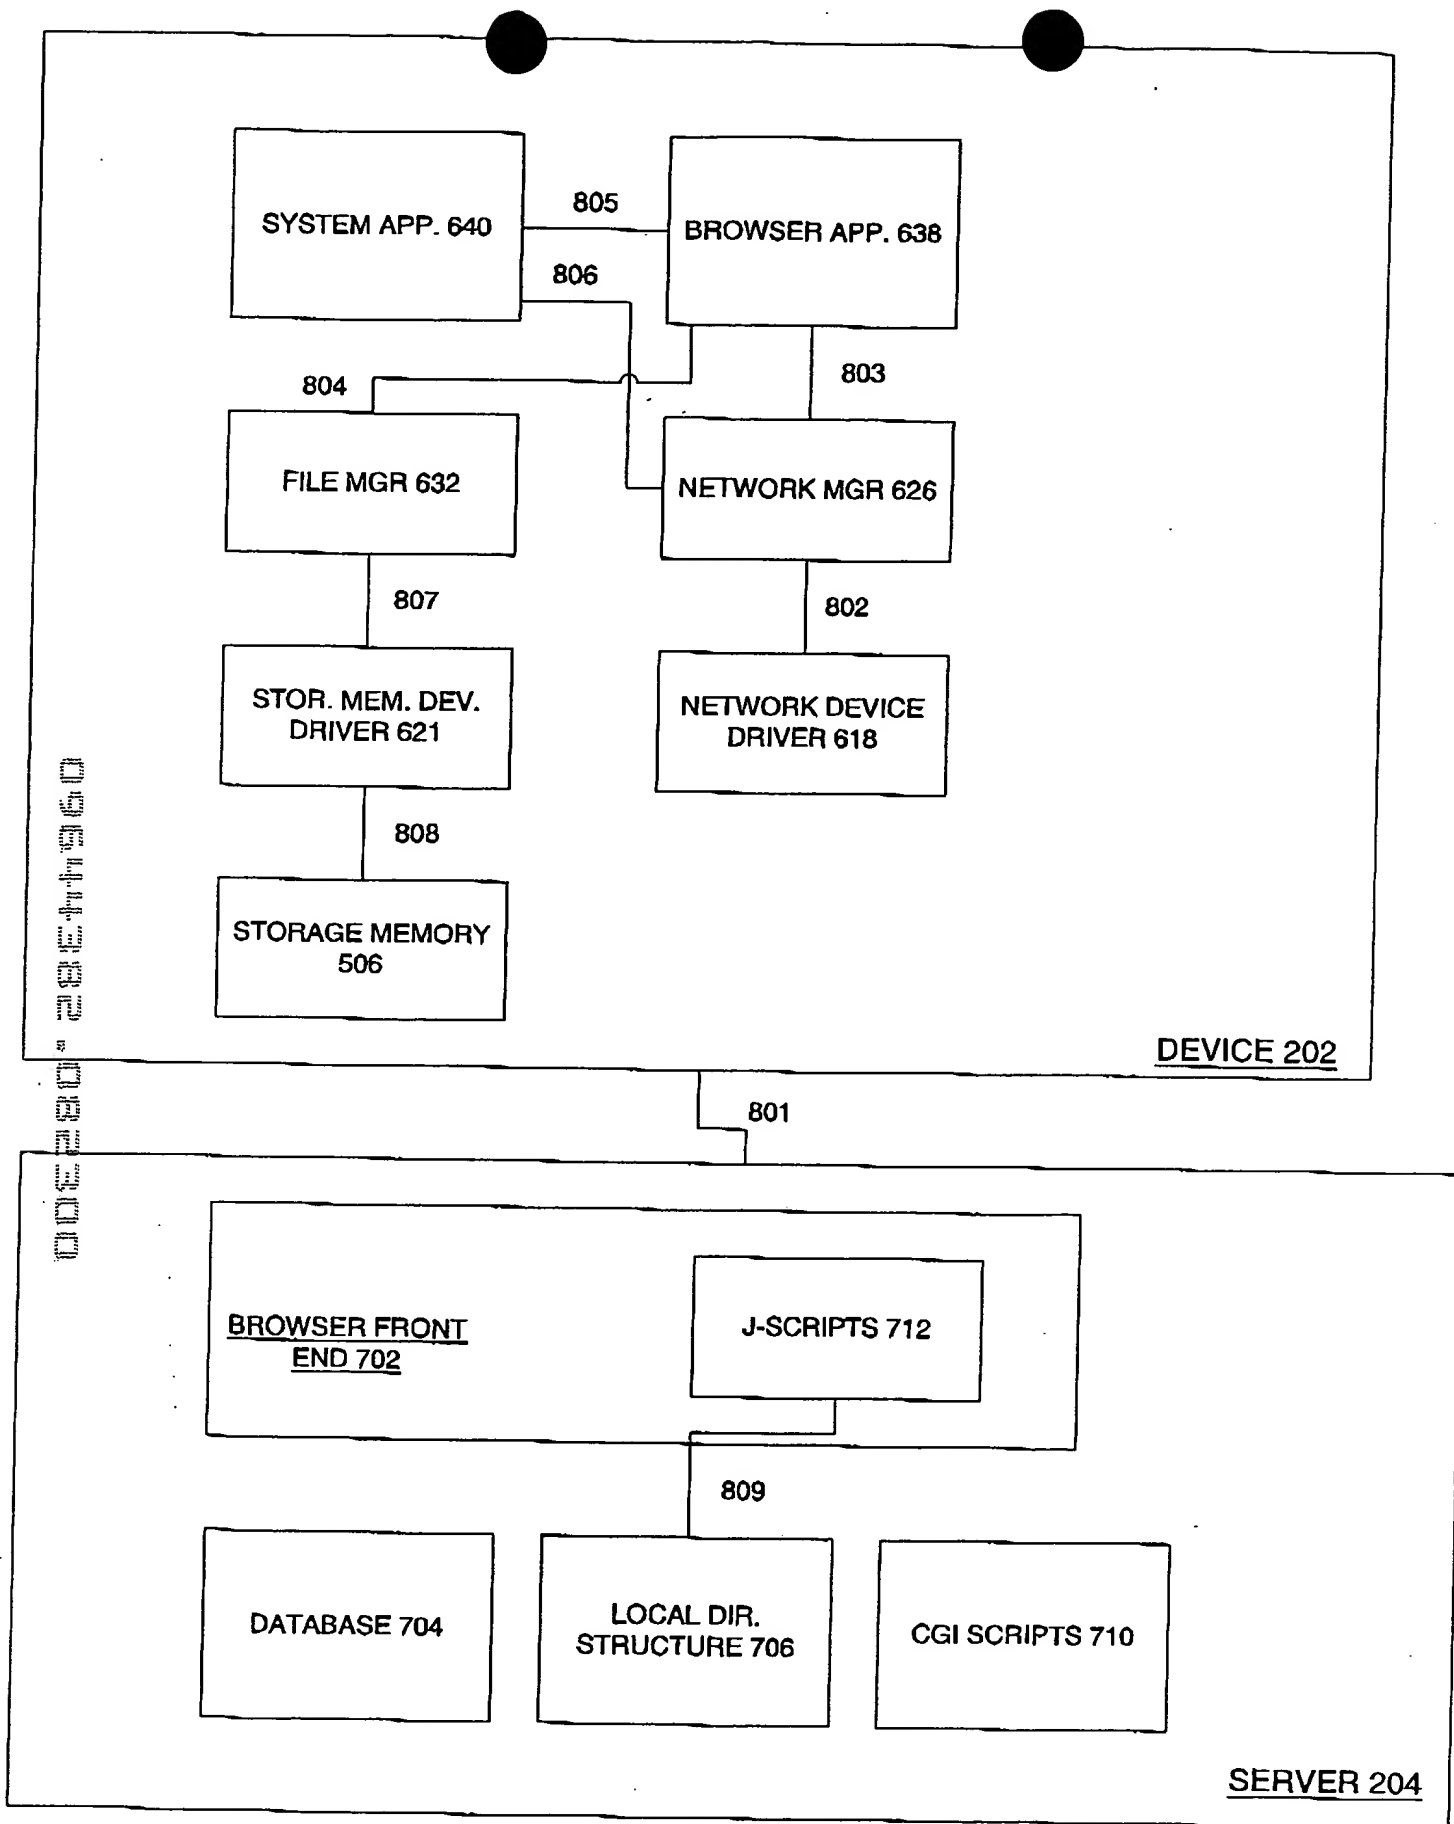 SYSTEM APP. 640
805
BROWSER APP. 638
806
804
803
FILE MGR 632
NETWORK MGR 626
807
802
STOR. MEM. DEV.
DRIVER 621
NETWORK DEVICE
DRIVER 618
808
STORAGE MEMORY
506
DEVICE 202
09644382 . 082300
801
BROWSER FRONT
END 702
J-SCRIPTS 712
809
DATABASE 704
LOCAL DIR.
STRUCTURE 706
CGI SCRIPTS 710
SERVER 204